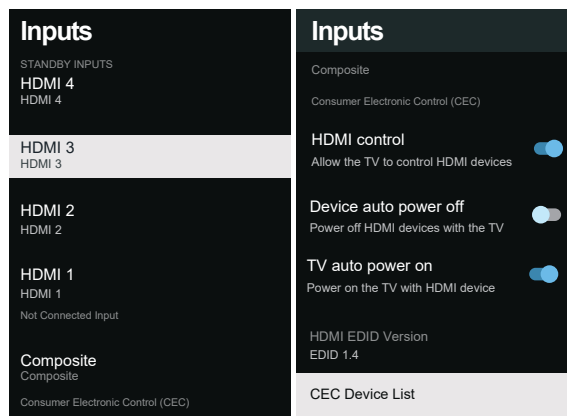 Inputs
STANDBY INPUTS
HDMI 4
HDMI 4
HDMI 3
HDMI 3
HDMI 2
HDMI 2
HDMI 1
HDMI 1
Not Connected Input
Composite
Composite
Consumer Electronic Control (CEC)
Inputs
Composite
Consumer Electronic Control (CEC)
HDMI control
Allow the TV to control HDMI devices
Device auto power off
Power off HDMI devices with the TV
TV auto power on
Power on the TV with HDMI device
HDMI EDID Version
EDID 1.4
CEC Device List